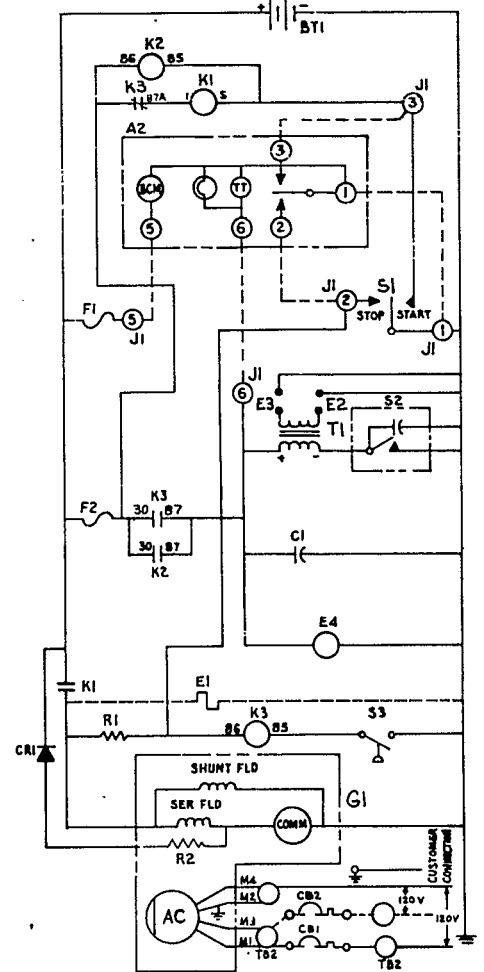 + -
BT1
K2
86 85
K3 K1
87A S
J1
3
A2
3
BCM TT 1
5 6 2
J1 S1
2 STOP START
F1
5
J1
1
J1
J1
6
E3 E2 S2
T1
+ -
K3
F2 30 87
30 87
K2
C1
E4
K1 E1
R1 K3 S3
86 85
CR1
SHUNT FLD
G1
SER FLD
COMM
R2
CUSTOMER
CONNECTION
M4
M2 CB2 120V
AC 120V
M3 CB1
M1 TB2 TB2